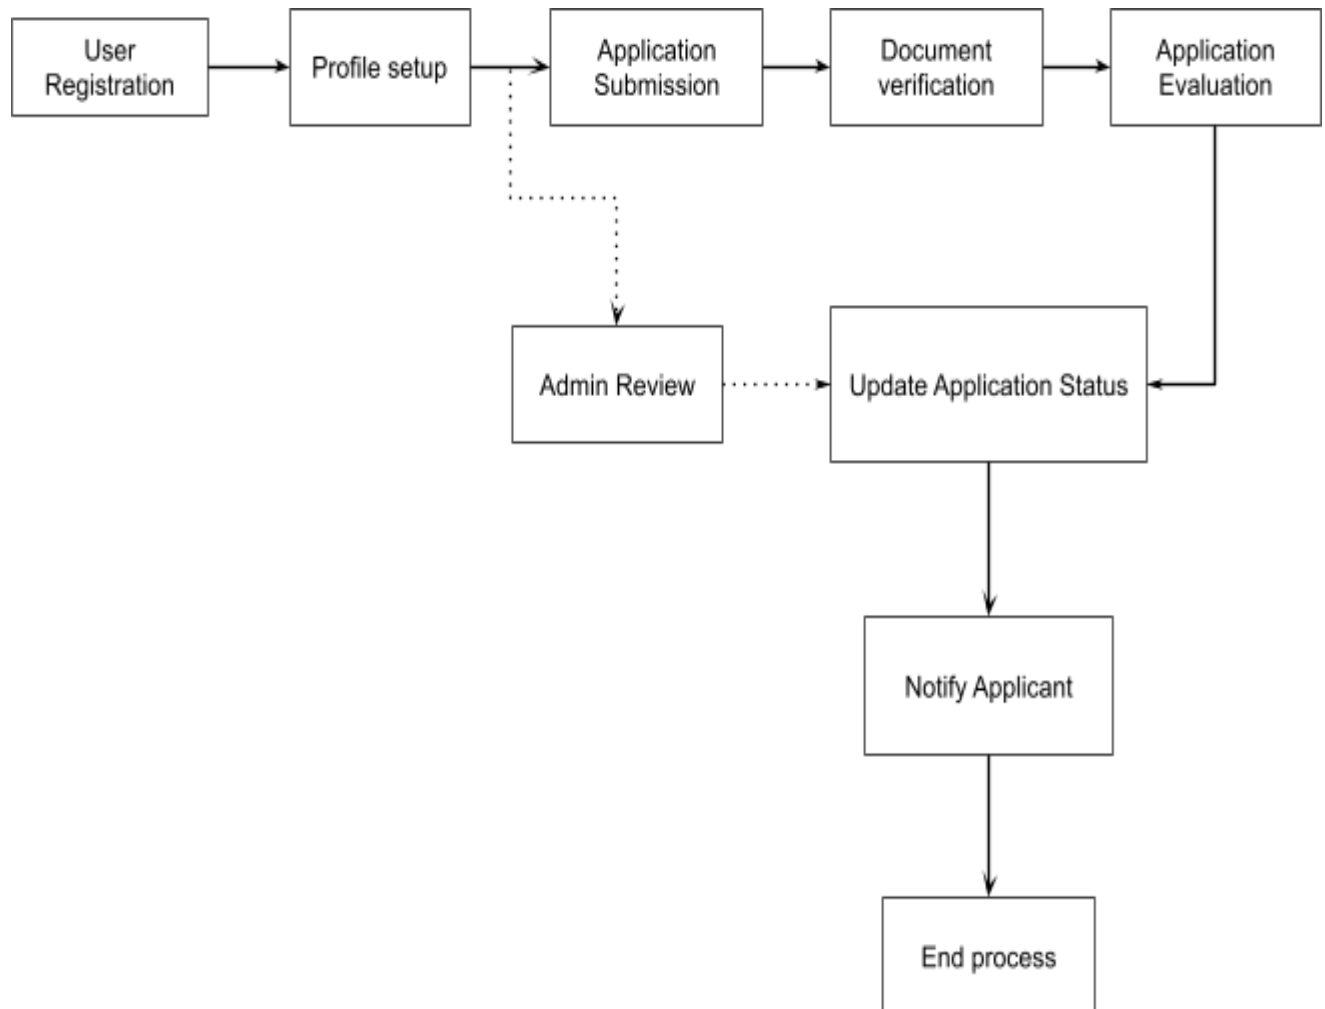 User
Registration
Profile setup
Application
Submission
Document
verification
Application
Evaluation
Admin Review
Update Application Status
Notify Applicant
End process